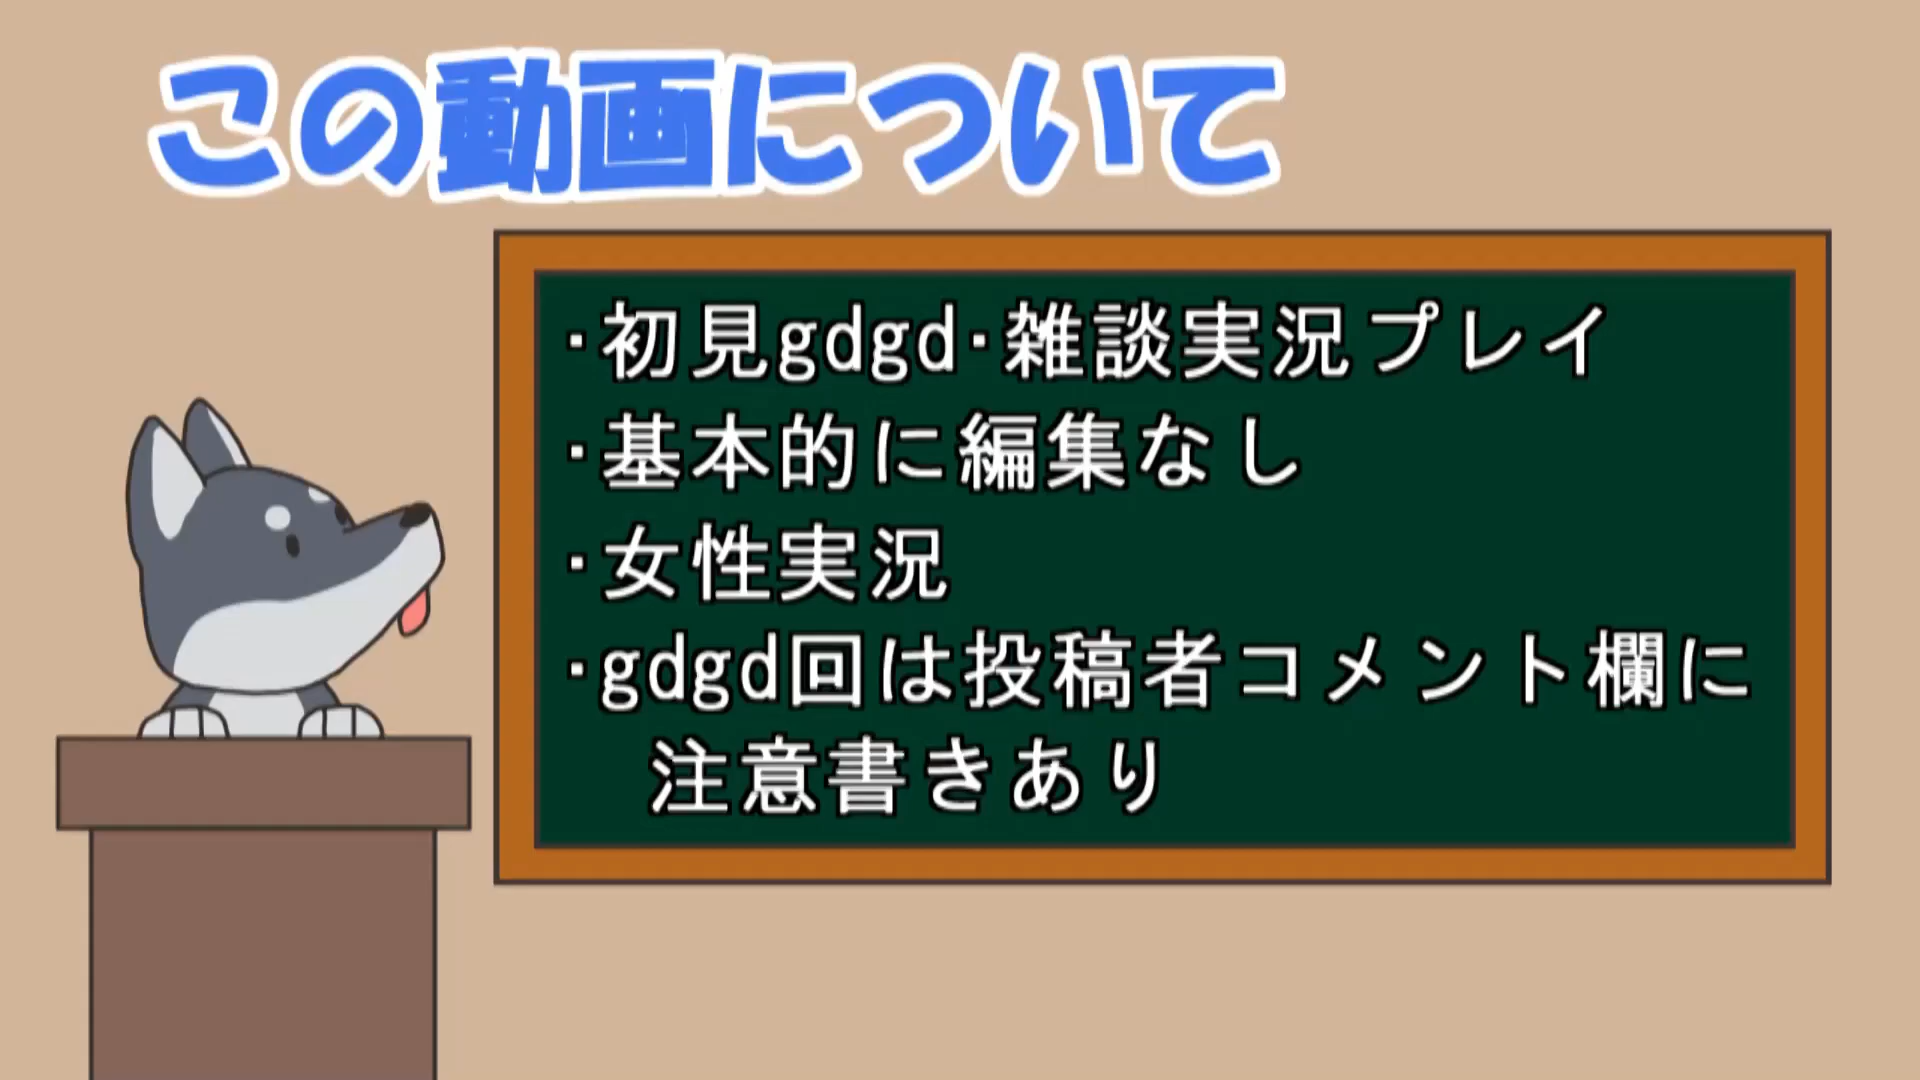 この動画について
・初見gdgd・雑談実況プレイ
・基本的に編集なし
・女性実況
・gdgd回は投稿者コメント欄に
注意書きあり